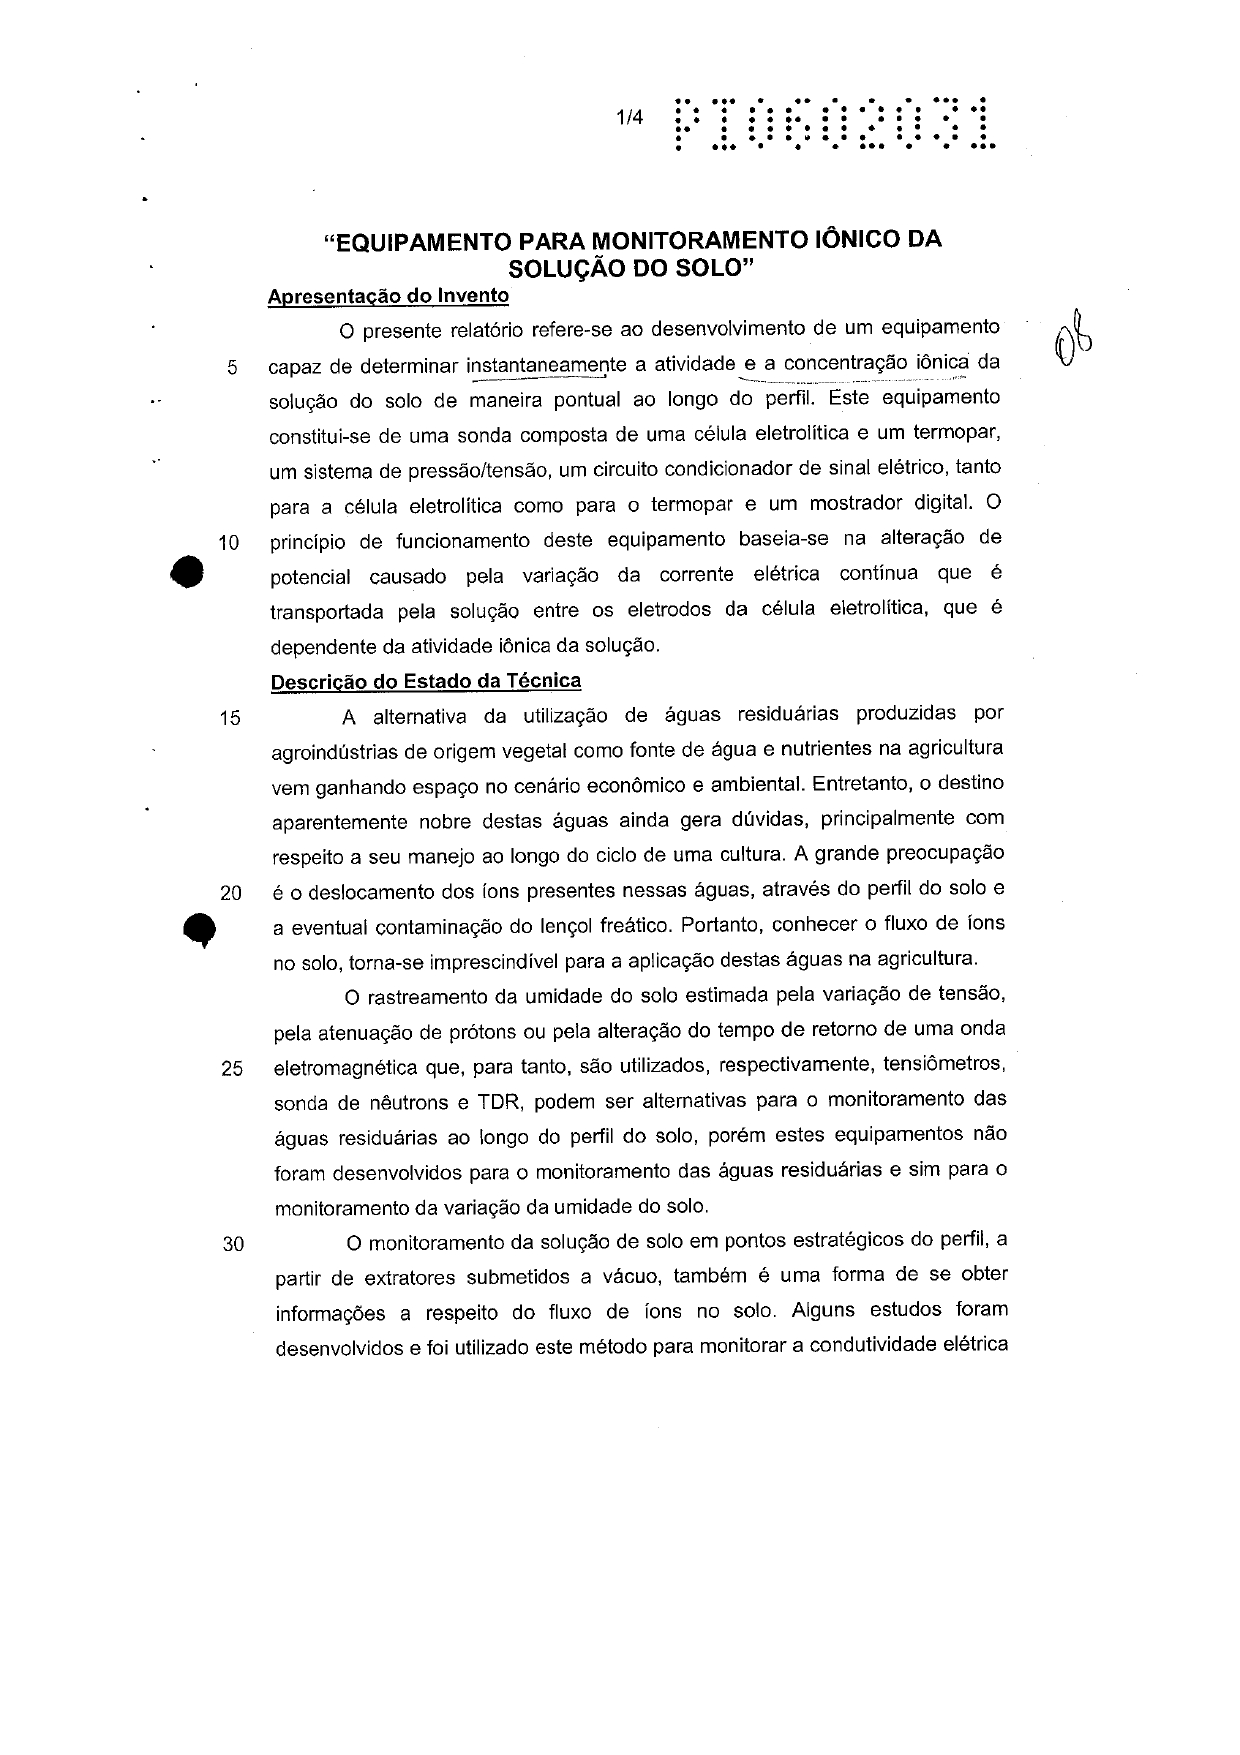 1/4 PI0602031
“EQUIPAMENTO PARA MONITORAMENTO IÔNICO DA
SOLUÇÃO DO SOLO”
Apresentação do Invento
O presente relatório refere-se ao desenvolvimento de um equipamento
06
5 capaz de determinar instantaneamente a atividade e a concentração iônica da
solução do solo de maneira pontual ao longo do perfil. Este equipamento
constitui-se de uma sonda composta de uma célula eletrolítica e um termopar,
um sistema de pressão/tensão, um circuito condicionador de sinal elétrico, tanto
para a célula eletrolítica como para o termopar e um mostrador digital. O
10 princípio de funcionamento deste equipamento baseia-se na alteração de
potencial causado pela variação da corrente elétrica contínua que é
transportada pela solução entre os eletrodos da célula eletrolítica, que é
dependente da atividade iônica da solução.
Descrição do Estado da Técnica
15 A alternativa da utilização de águas residuárias produzidas por
agroindústrias de origem vegetal como fonte de água e nutrientes na agricultura
vem ganhando espaço no cenário econômico e ambiental. Entretanto, o destino
aparentemente nobre destas águas ainda gera dúvidas, principalmente com
respeito a seu manejo ao longo do ciclo de uma cultura. A grande preocupação
20 é o deslocamento dos íons presentes nessas águas, através do perfil do solo e
a eventual contaminação do lençol freático. Portanto, conhecer o fluxo de íons
no solo, torna-se imprescindível para a aplicação destas águas na agricultura.
O rastreamento da umidade do solo estimada pela variação de tensão,
pela atenuação de prótons ou pela alteração do tempo de retorno de uma onda
25 eletromagnética que, para tanto, são utilizados, respectivamente, tensiômetros,
sonda de nêutrons e TDR, podem ser alternativas para o monitoramento das
águas residuárias ao longo do perfil do solo, porém estes equipamentos não
foram desenvolvidos para o monitoramento das águas residuárias e sim para o
monitoramento da variação da umidade do solo.
30 O monitoramento da solução de solo em pontos estratégicos do perfil, a
partir de extratores submetidos a vácuo, também é uma forma de se obter
informações a respeito do fluxo de íons no solo. Alguns estudos foram
desenvolvidos e foi utilizado este método para monitorar a condutividade elétrica